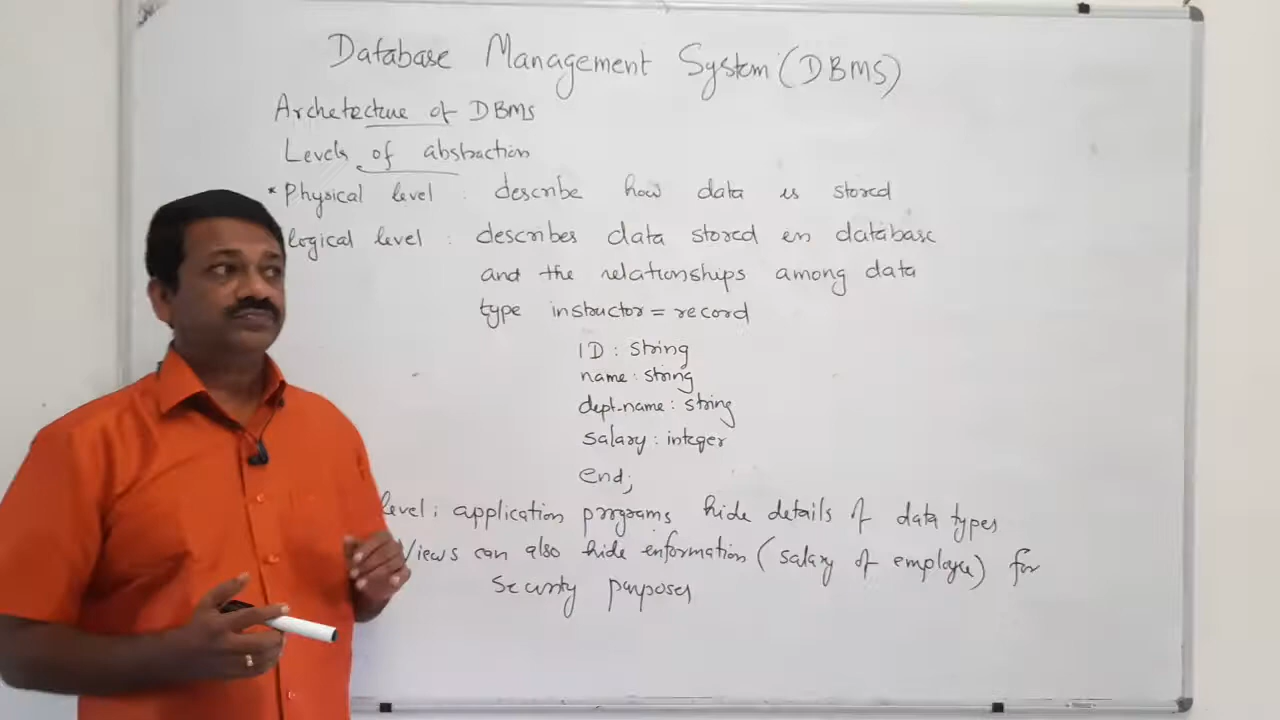 Database Management System (DBMS)
Archetecture of DBMS
Levels of abstraction
* Physical level : describe how data is stored
logical level : describes data stored in database
and the relationships among data
type instructor = record
ID : string
name : string
dept-name : string
salary : integer
end;
level : application programs hide details of data types
Views can also hide information (salary of employee) for
security purposes